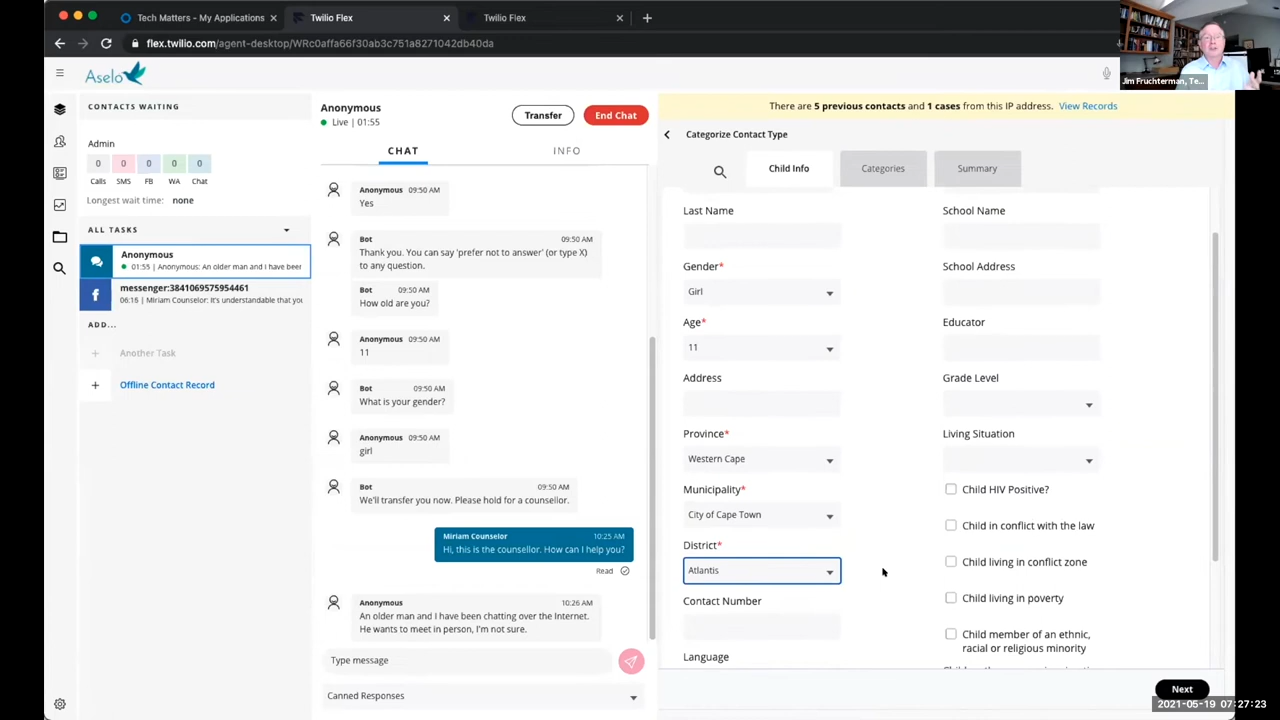 Tech Matters - My Applications
Twilio Flex
Twilio Flex
flex.twilio.com/agent-desktop/WRc0affa66f30ab3c751a8271042db40da
Jim Fruchterman, Te...
Aselo
CONTACTS WAITING
Admin
0 0 0 0 0
Calls SMS FB WA Chat
Longest wait time: none
ALL TASKS
Anonymous
01:55 | Anonymous: An older man and I have been
messenger:3841069575954461
06:16 | Miriam Counselor: It's understandable that you
ADD...
Another Task
Offline Contact Record
Anonymous
Live | 01:55
Transfer
End Chat
CHAT
INFO
Anonymous 09:50 AM
Yes
Bot 09:50 AM
Thank you. You can say 'prefer not to answer' (or type X)
to any question.
Bot 09:50 AM
How old are you?
Anonymous 09:50 AM
11
Bot 09:50 AM
What is your gender?
Anonymous 09:50 AM
girl
Bot 09:50 AM
We'll transfer you now. Please hold for a counsellor.
Miriam Counselor 10:25 AM
Hi, this is the counsellor. How can I help you?
Read
Anonymous 10:26 AM
An older man and I have been chatting over the Internet.
He wants to meet in person, I'm not sure.
Type message
Canned Responses
There are 5 previous contacts and 1 cases from this IP address. View Records
Categorize Contact Type
Child Info
Categories
Summary
Last Name
Gender*
Girl
Age*
11
Address
Province*
Western Cape
Municipality*
City of Cape Town
District*
Atlantis
Contact Number
Language
School Name
School Address
Educator
Grade Level
Living Situation
Child HIV Positive?
Child in conflict with the law
Child living in conflict zone
Child living in poverty
Child member of an ethnic,
racial or religious minority
Next
2021-05-19 07:27:23